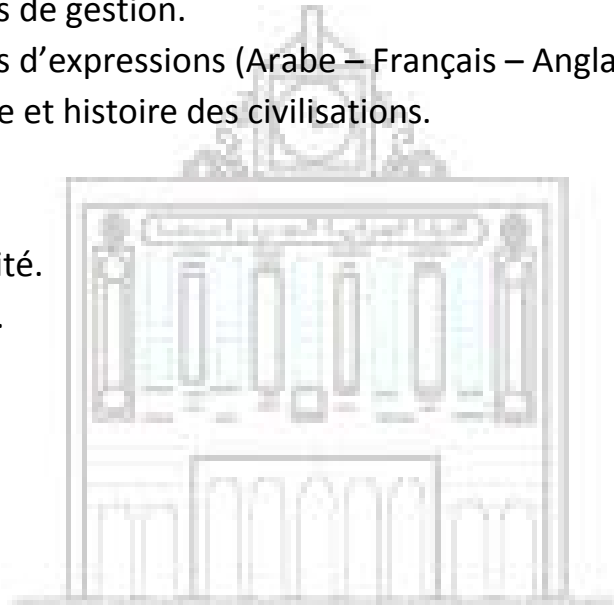 s de gestion.
s d’expressions (Arabe – Français – Angla
e et histoire des civilisations.
ité.
.